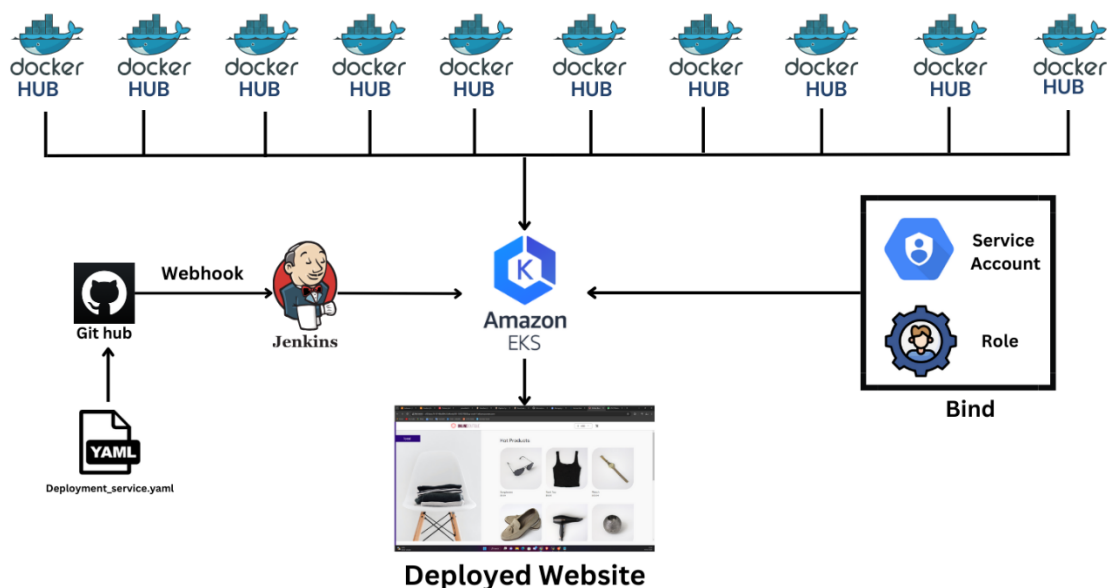 docker
HUB
docker
HUB
docker
HUB
docker
HUB
docker
HUB
docker
HUB
docker
HUB
docker
HUB
docker
HUB
docker
HUB
Webhook
Git hub
Jenkins
K
Amazon
EKS
Service
Account
Role
Bind
YAML
Deployment_service.yaml
Hot Products
Deployed Website